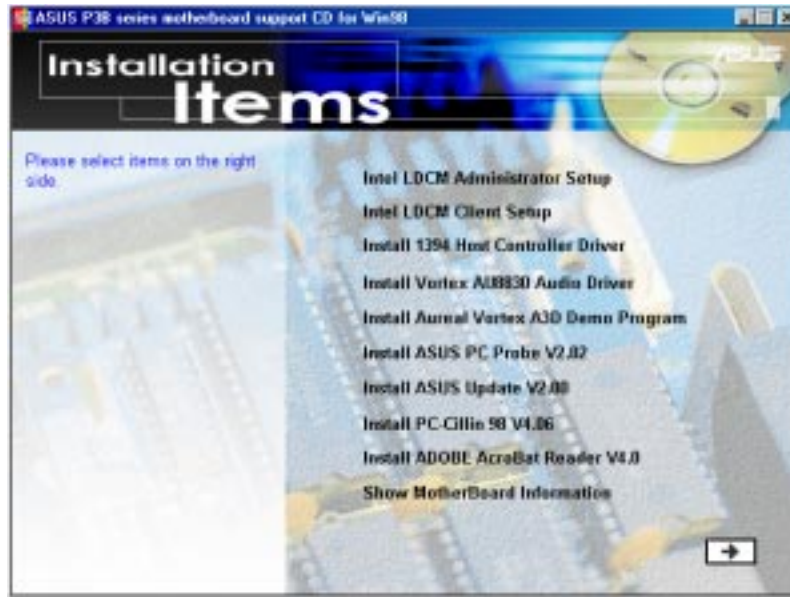 ASUS P3B series motherboard support CD for Win98
ASUS
Installation
Items
Please select items on the right
side.
Intel LDCM Administrator Setup
Intel LDCM Client Setup
Install 1394 Host Controller Driver
Install Vortex AU8830 Audio Driver
Install Aureal Vortex A3D Demo Program
Install ASUS PC Probe V2.02
Install ASUS Update V2.00
Install PC-Cillin 98 V4.06
Install ADOBE AcroBat Reader V4.0
Show MotherBoard Information